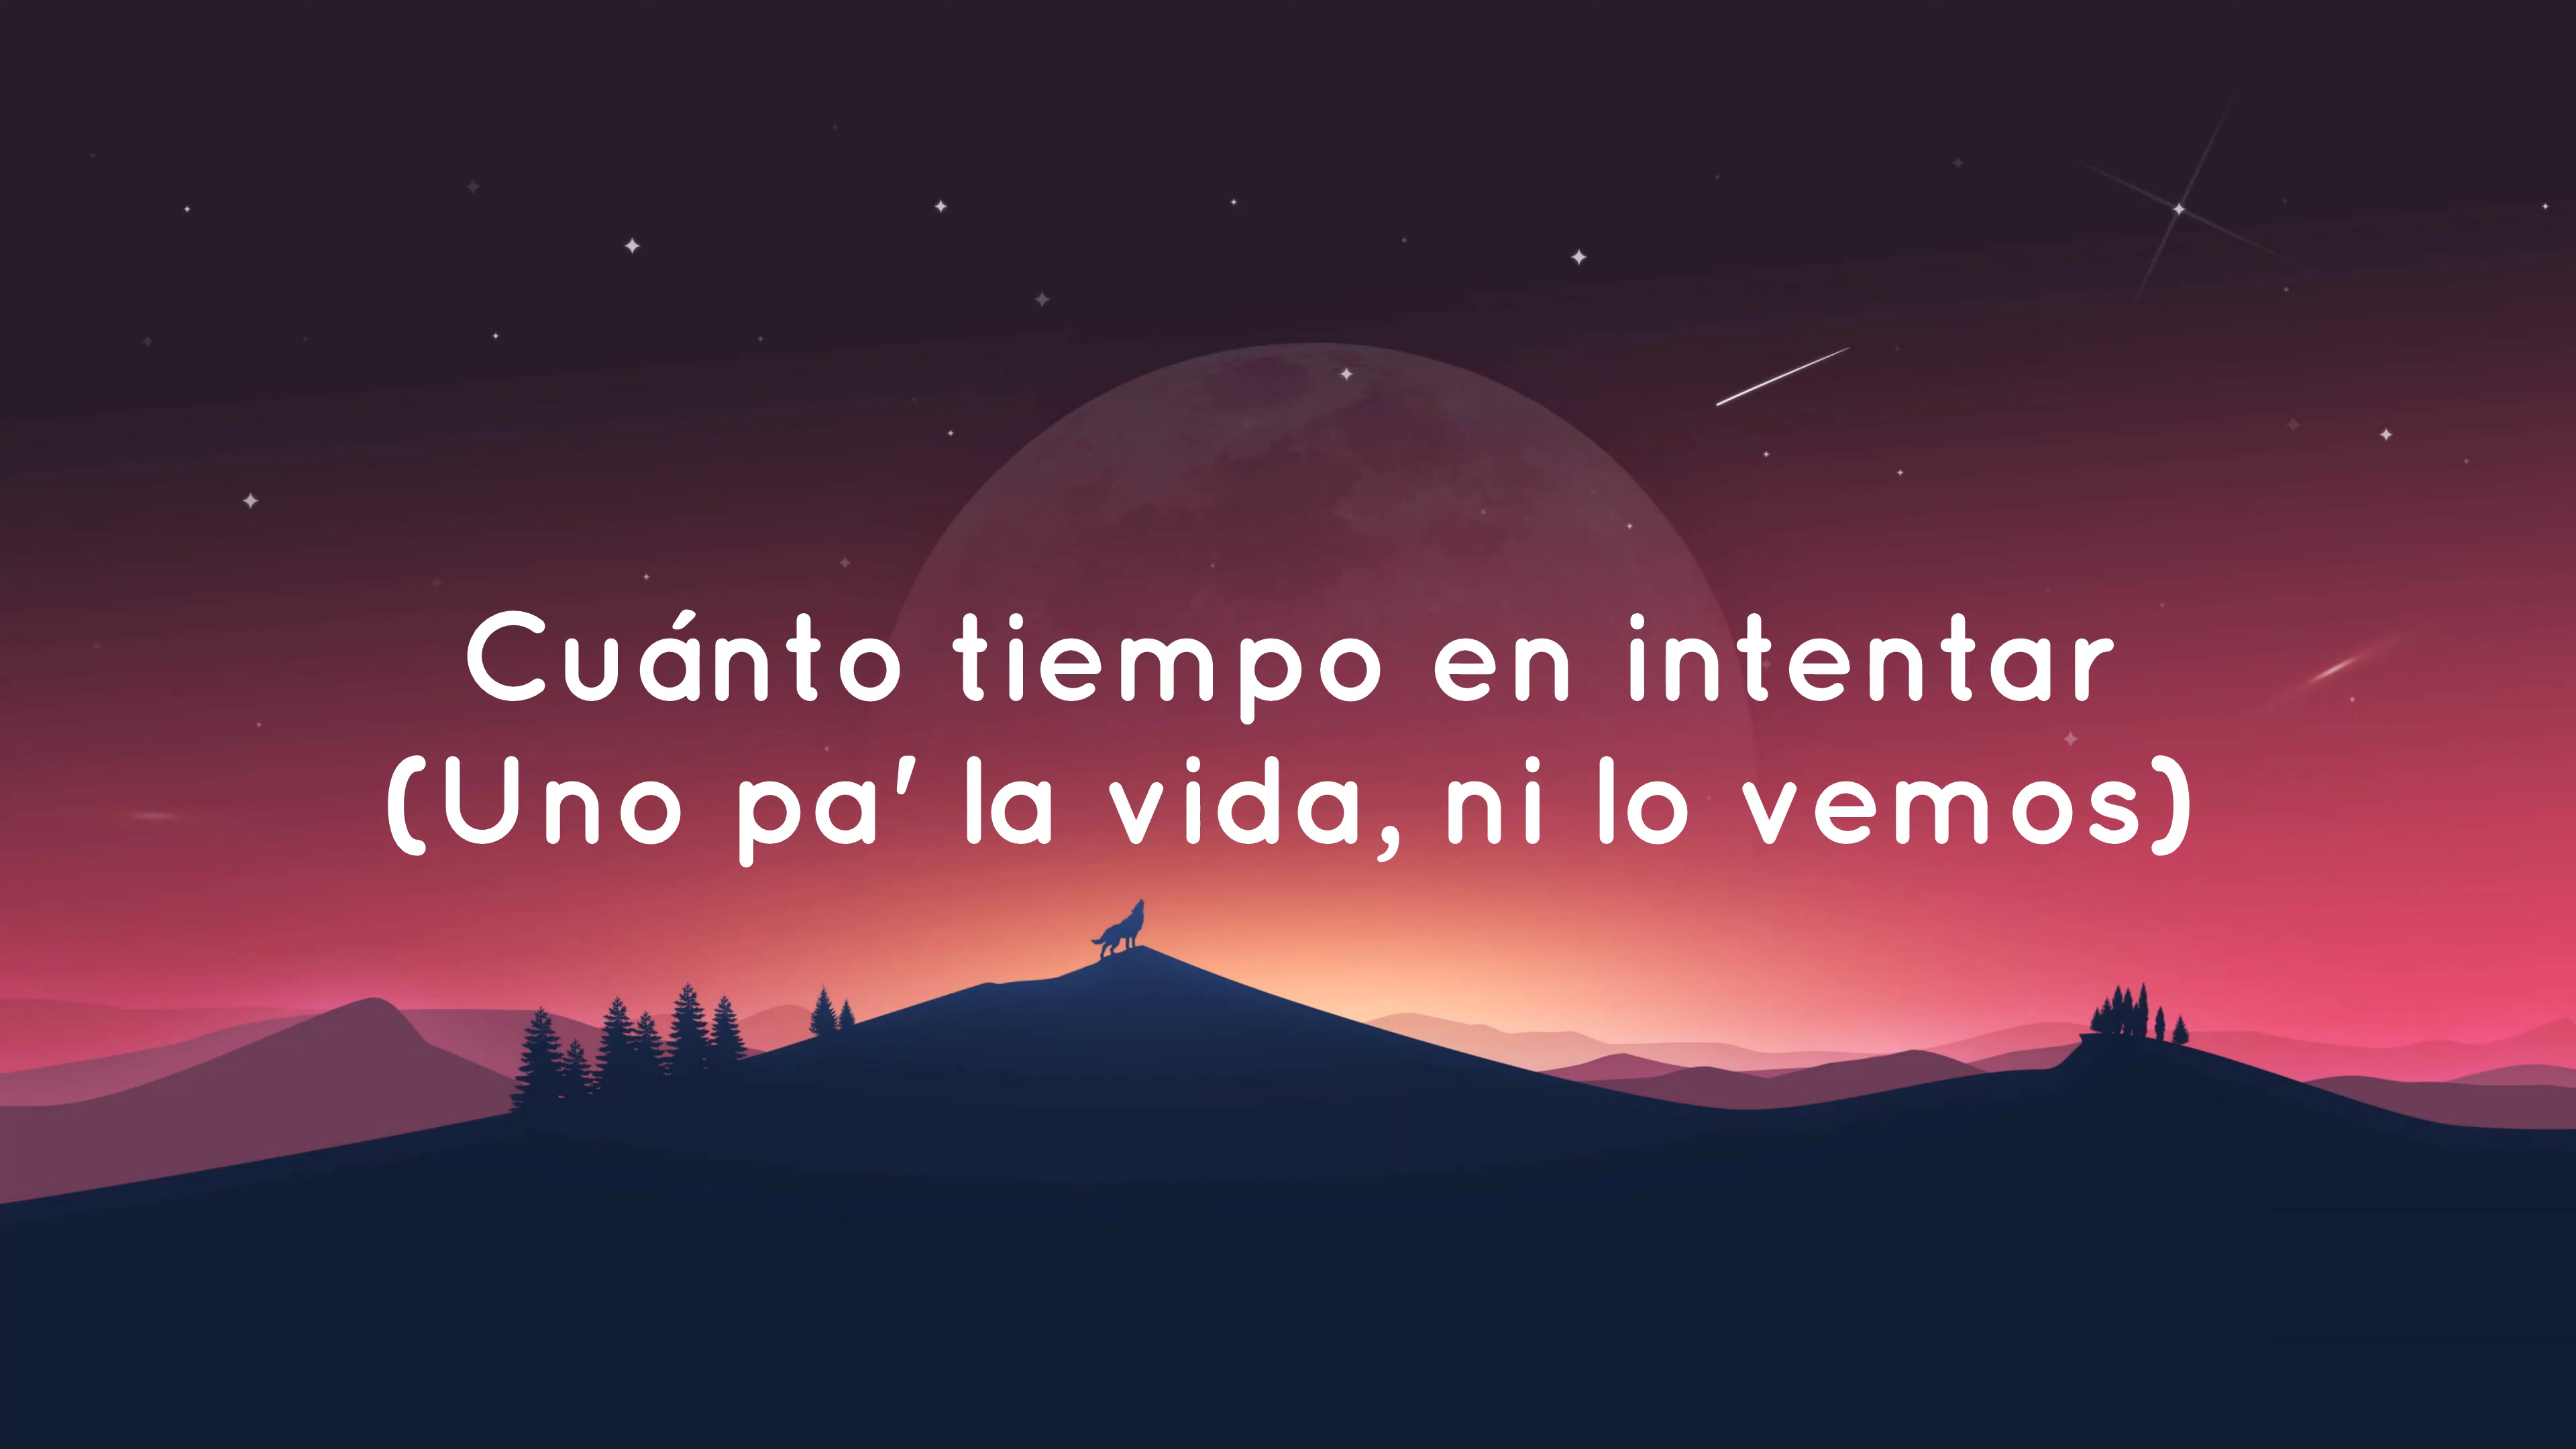 Cuánto tiempo en intentar
(Uno pa' la vida, ni lo vemos)